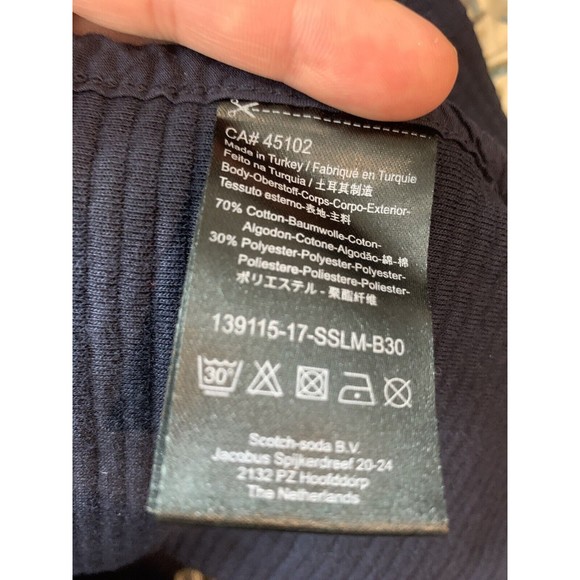 CA# 45102
Made in Turkey / Fabriqué en Turquie
Feito na Turquia / 土耳其制造
Body-Oberstoff-Corps-Corpo-Exterior-
Tessuto esterno-表地-主料
70% Cotton-Baumwolle-Coton-
Algodon-Cotone-Algodão-綿-棉
30% Polyester-Polyester-Polyester-
Poliestere-Poliestere-Poliester-
ポリエステル - 聚酯纤维
139115-17-SSLM-B30
30°
Scotch-soda B.V.
Jacobus Spijkerdreef 20-24
2132 PZ Hoofddorp
The Netherlands